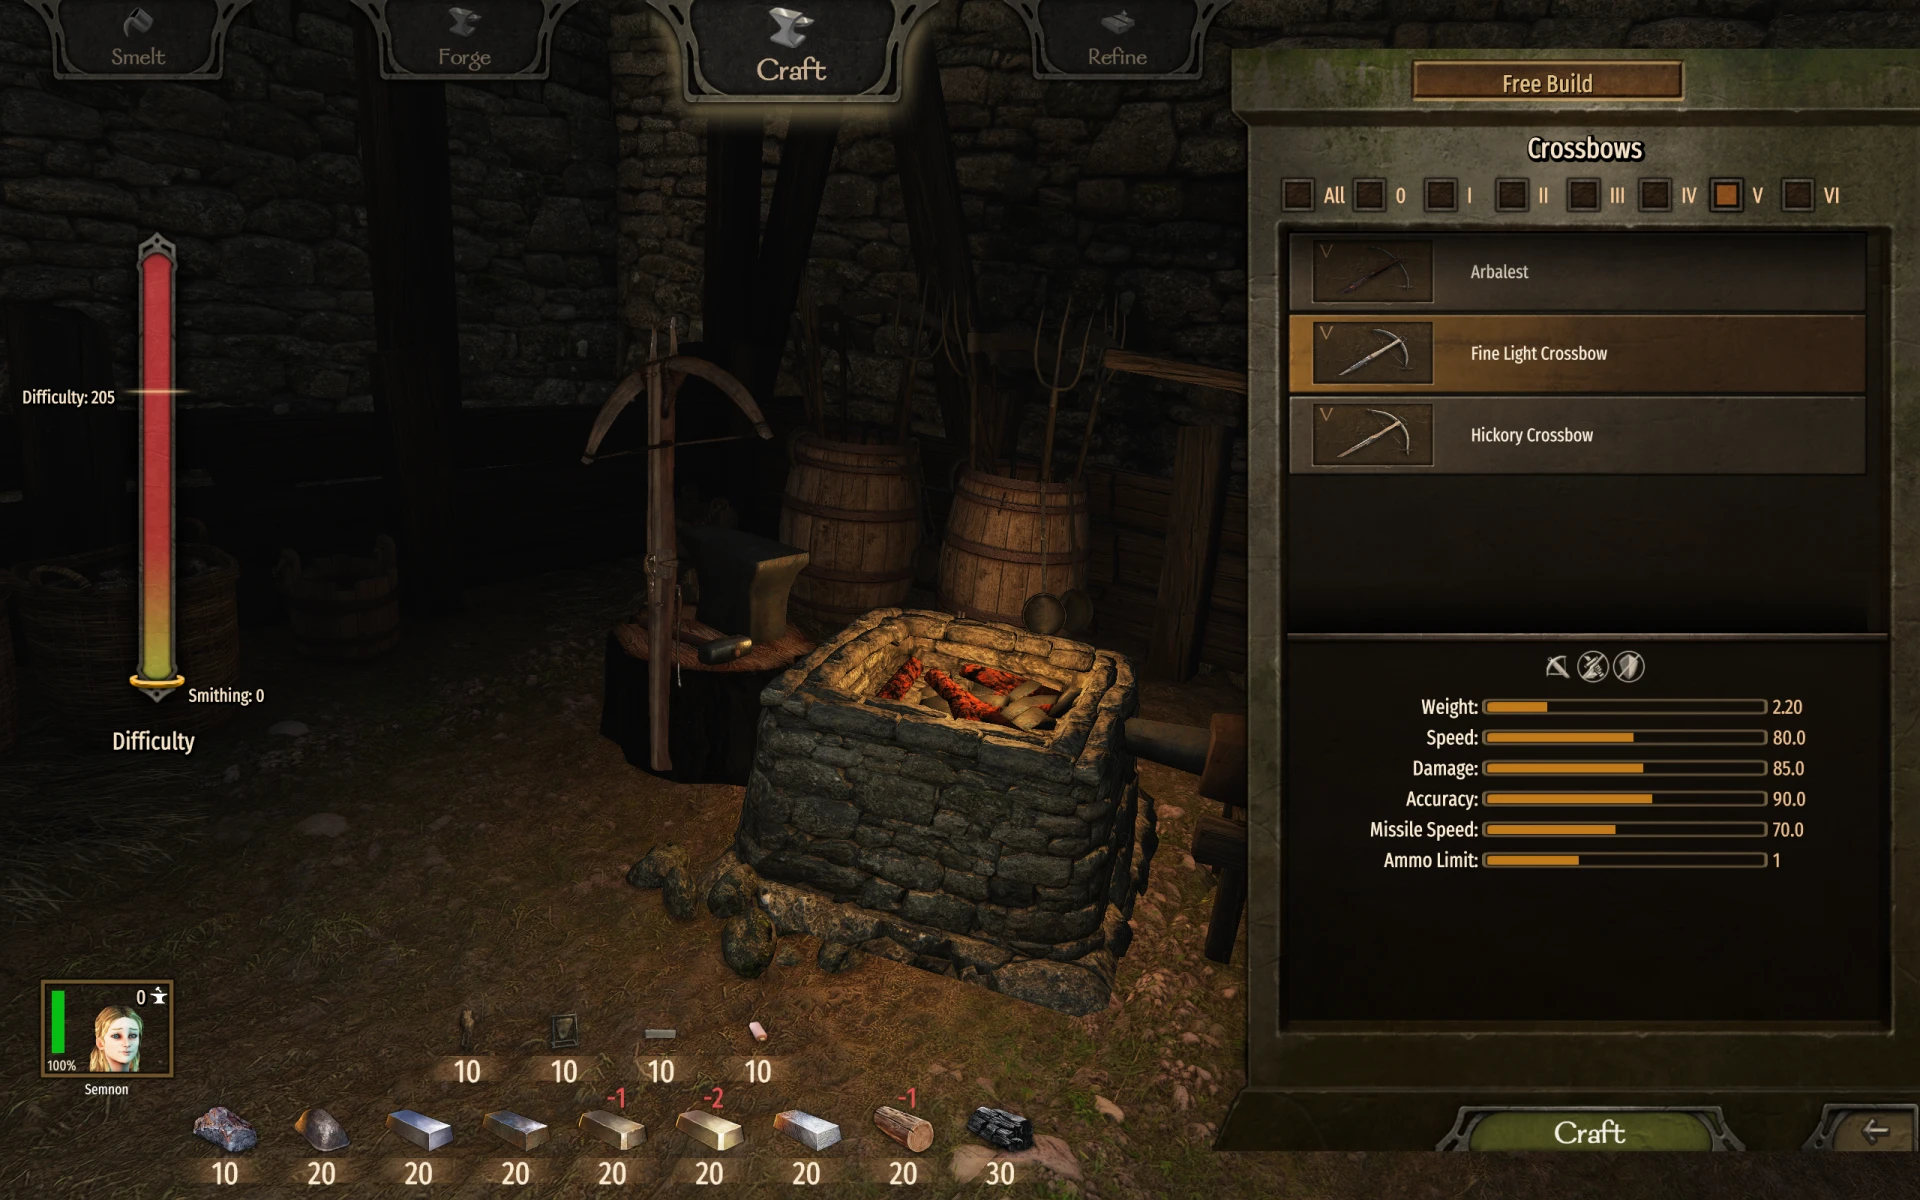 Smelt
Forge
Craft
Refine
Free Build
Crossbows
All 0 I II III IV V VI
V Arbalest
V Fine Light Crossbow
V Hickory Crossbow
Difficulty: 205
Smithing: 0
Difficulty
Weight: 2.20
Speed: 80.0
Damage: 85.0
Accuracy: 90.0
Missile Speed: 70.0
Ammo Limit: 1
0
100%
Semnon
10 10 10 10
-1 -2 -1
10 20 20 20 20 20 20 20 30
Craft